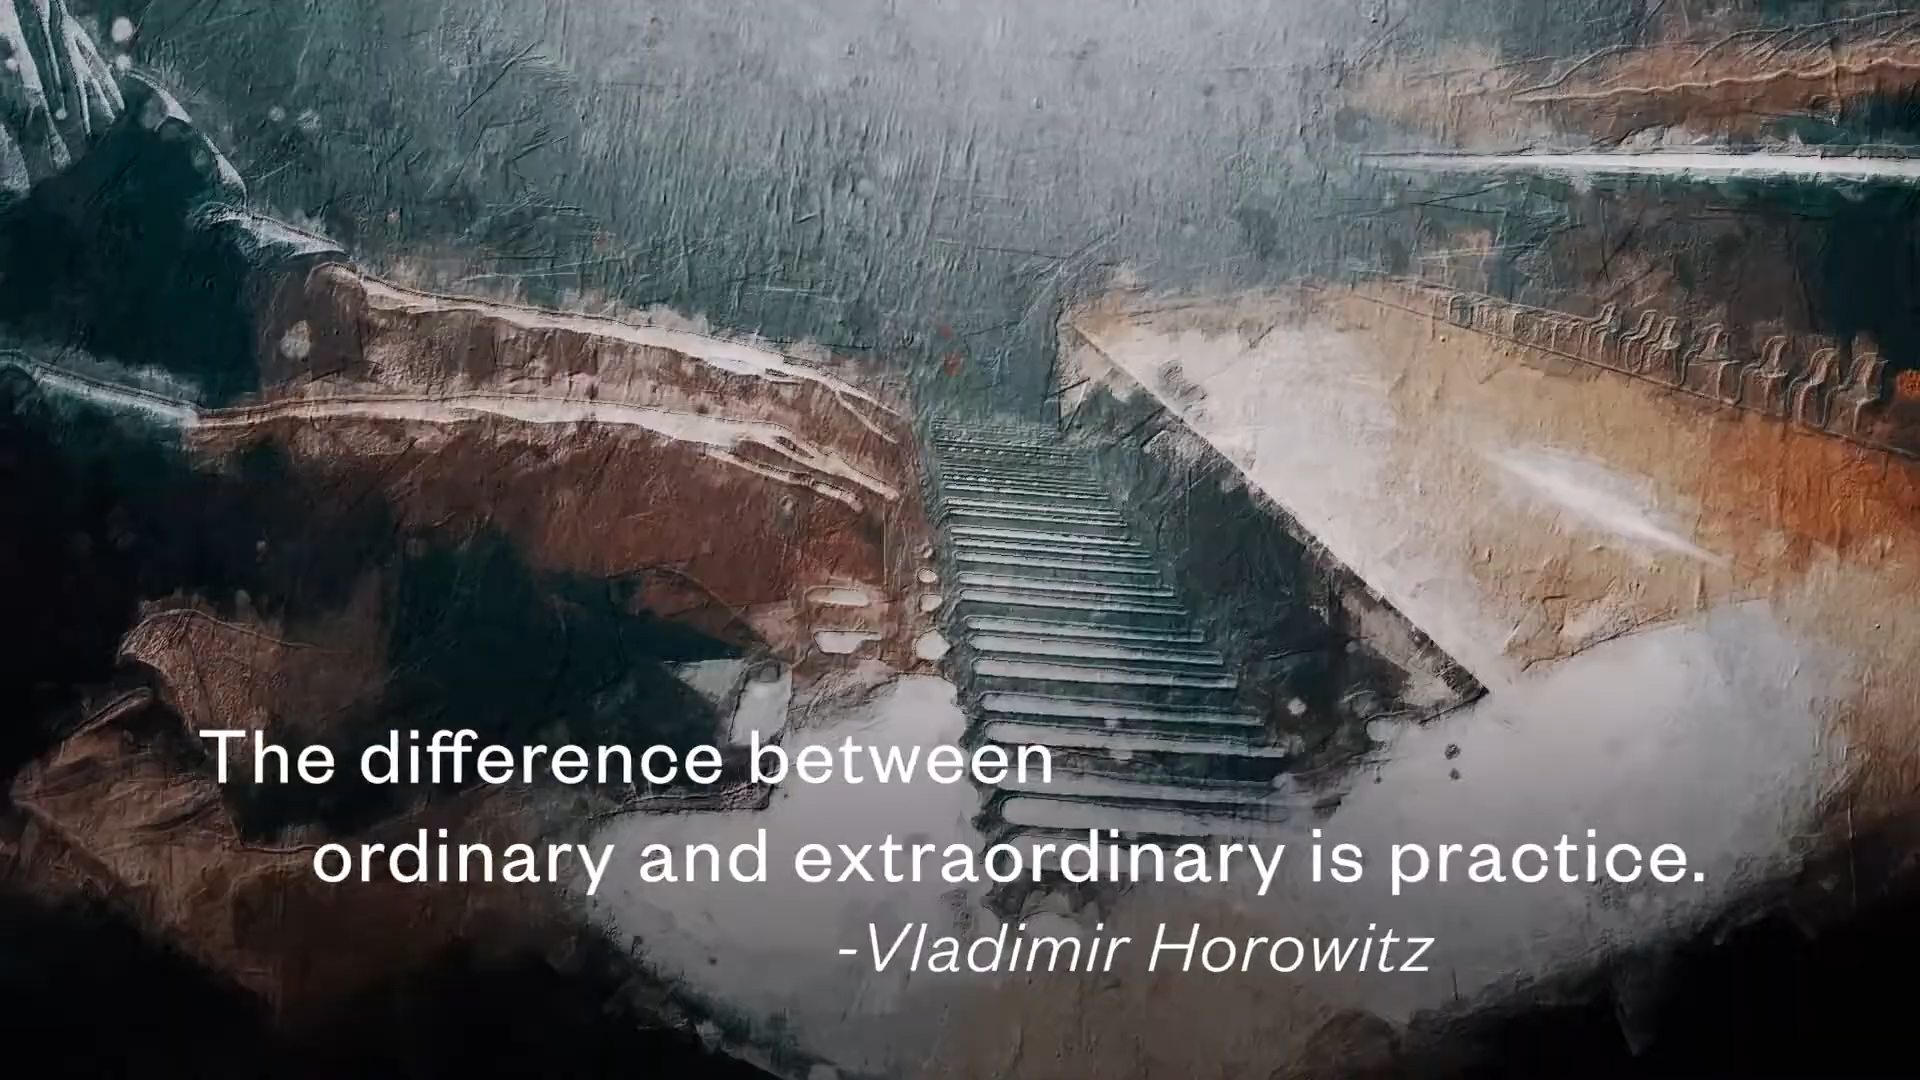 The difference between
ordinary and extraordinary is practice.
-Vladimir Horowitz